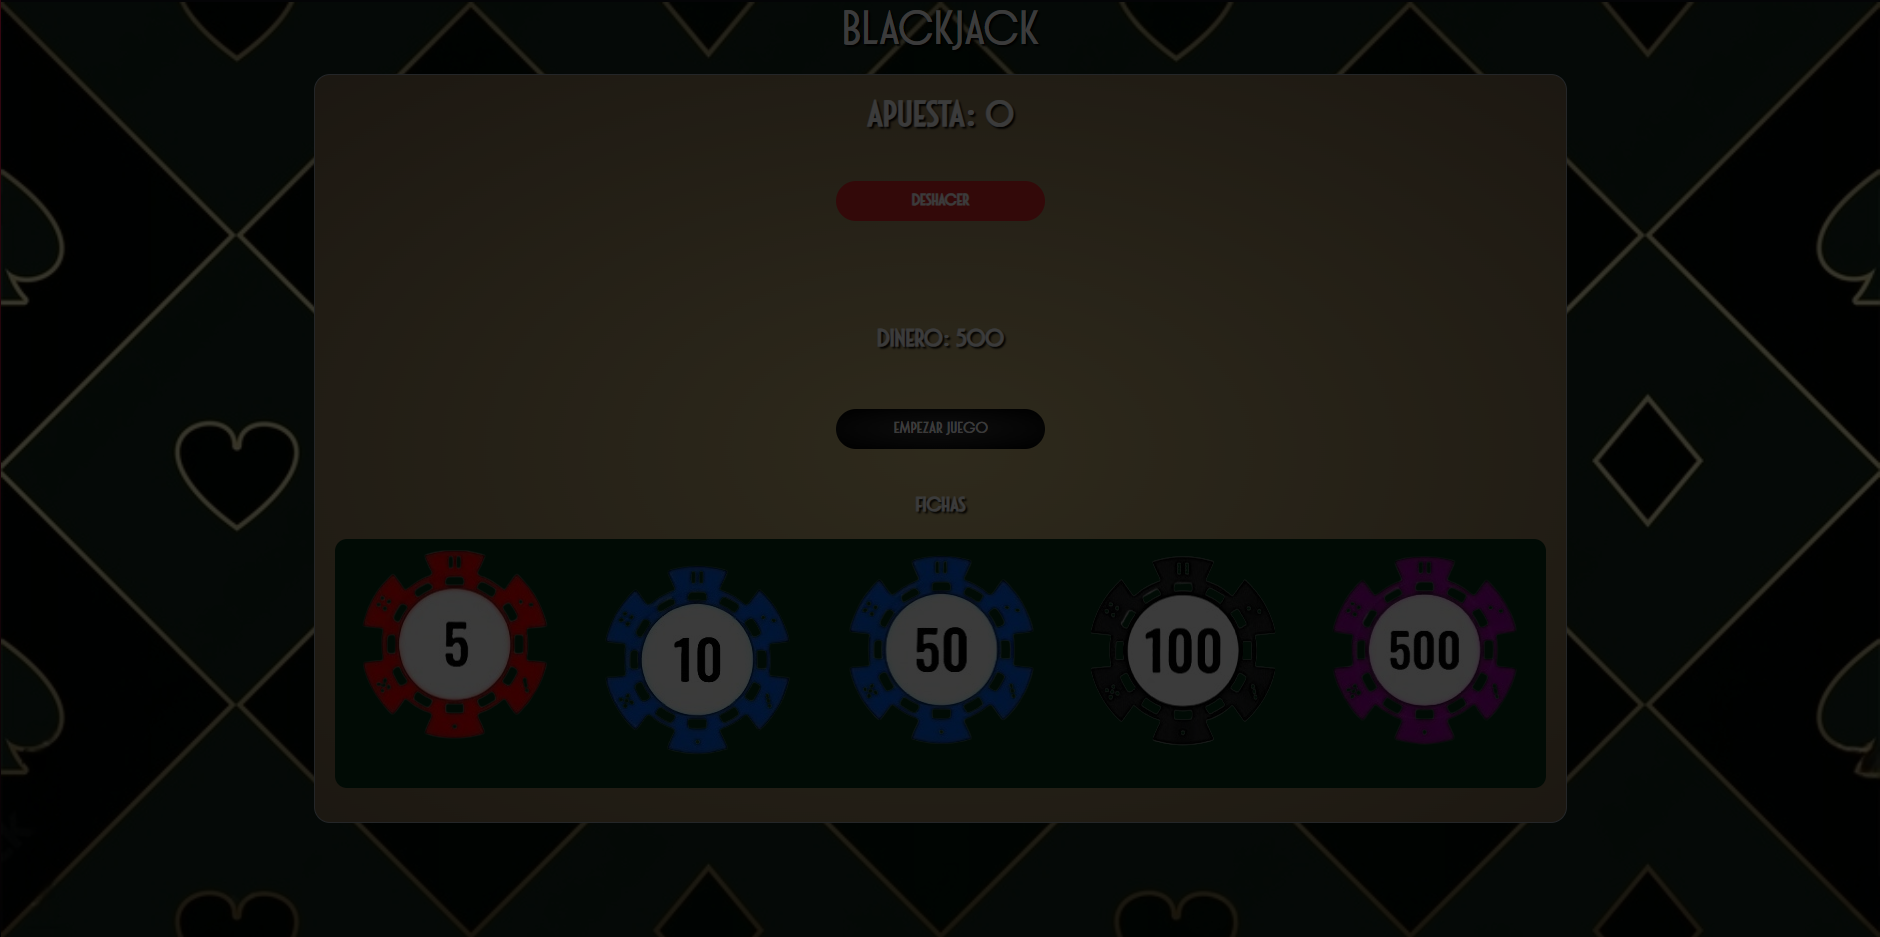 BLACKJACK
APUESTA: 0
DESHACER
DINERO: 500
EMPEZAR JUEGO
FICHAS
5
10
50
100
500